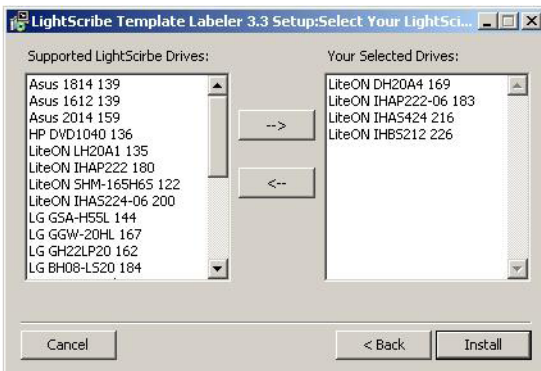 LightScribe Template Labeler 3.3 Setup:Select Your LightSci...
Supported LightScirbe Drives:
Asus 1814 139
Asus 1612 139
Asus 2014 159
HP DVD1040 136
LiteON LH20A1 135
LiteON IHAP222 180
LiteON SHM-165H6S 122
LiteON IHAS224-06 200
LG GSA-H55L 144
LG GGW-20HL 167
LG GH22LP20 162
LG BH08-LS20 184
-->
<--
Your Selected Drives:
LiteON DH20A4 169
LiteON IHAP222-06 183
LiteON IHAS424 216
LiteON IHBS212 226
Cancel
< Back
Install